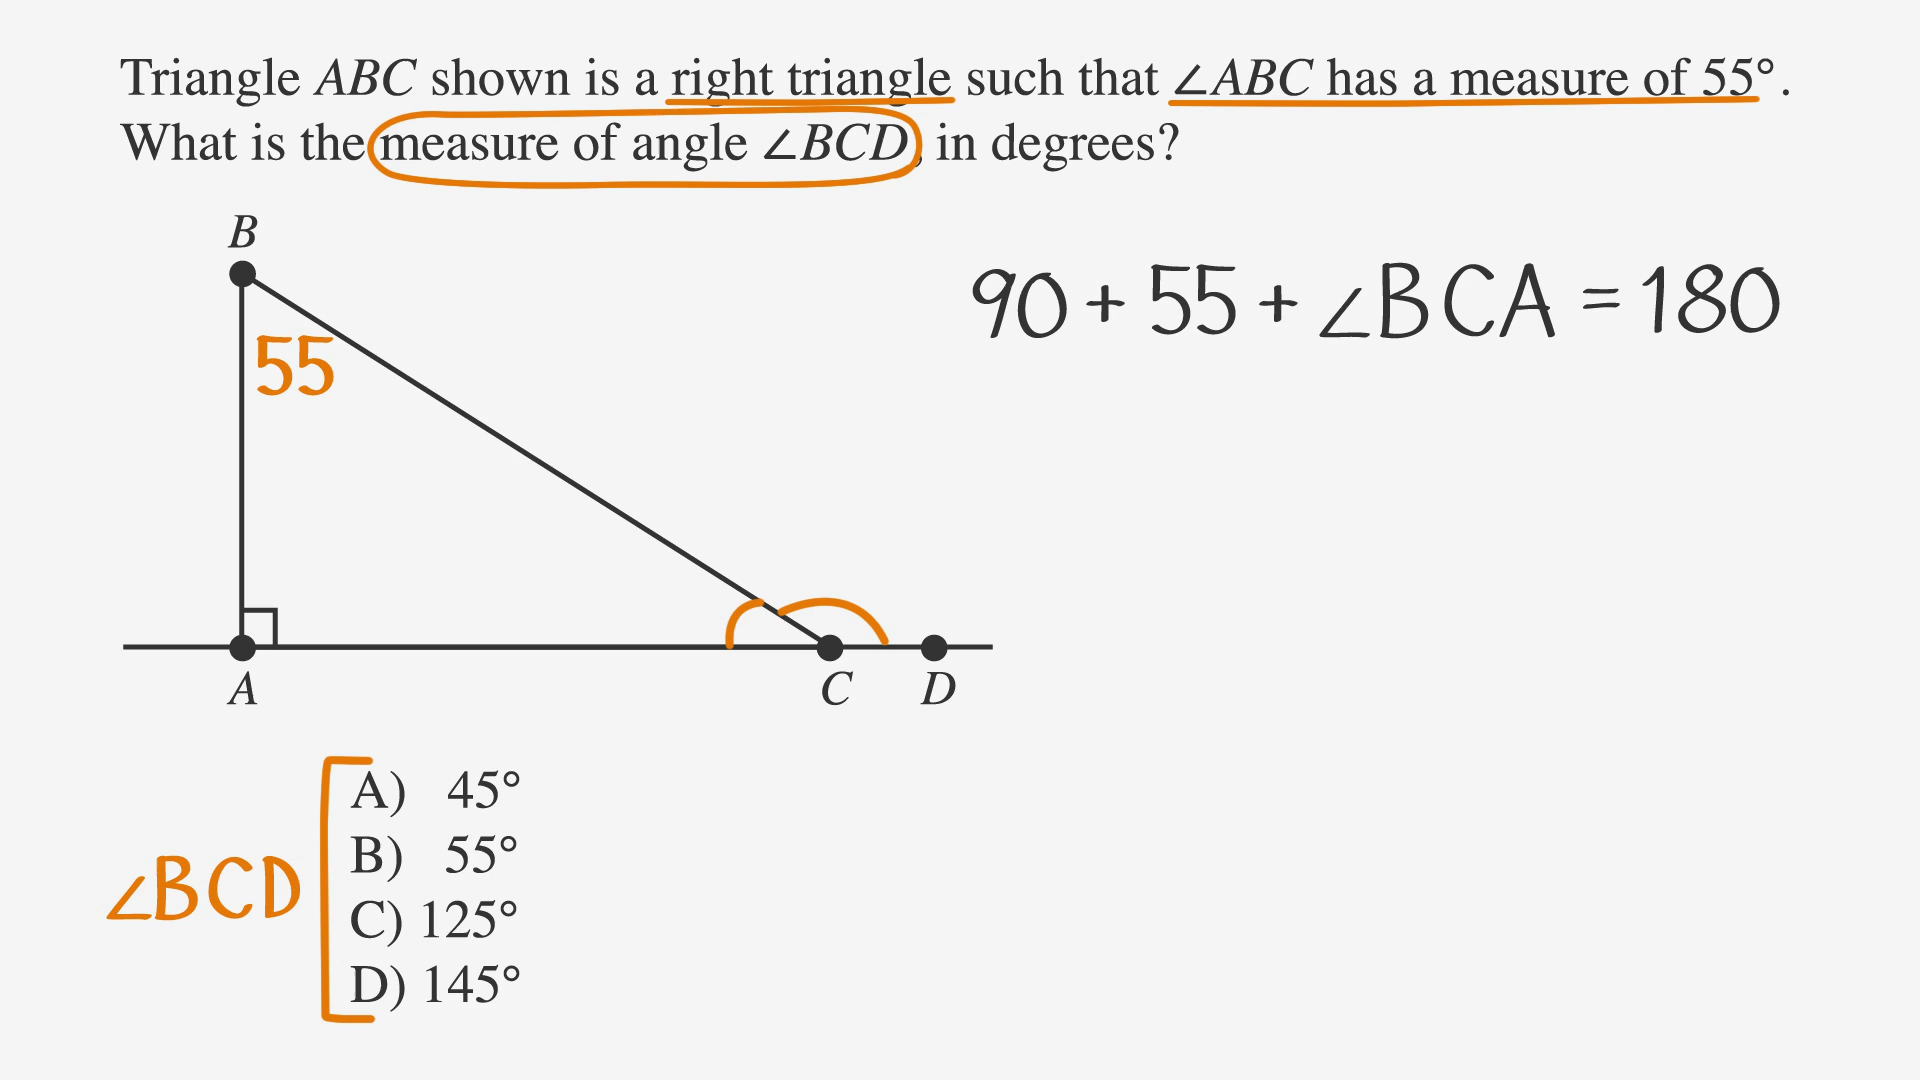 Triangle ABC shown is a right triangle such that ∠ABC has a measure of 55°.
What is the measure of angle ∠BCD, in degrees?
B
90 + 55 + ∠BCA = 180
55
A
C
D
∠BCD
A) 45°
B) 55°
C) 125°
D) 145°